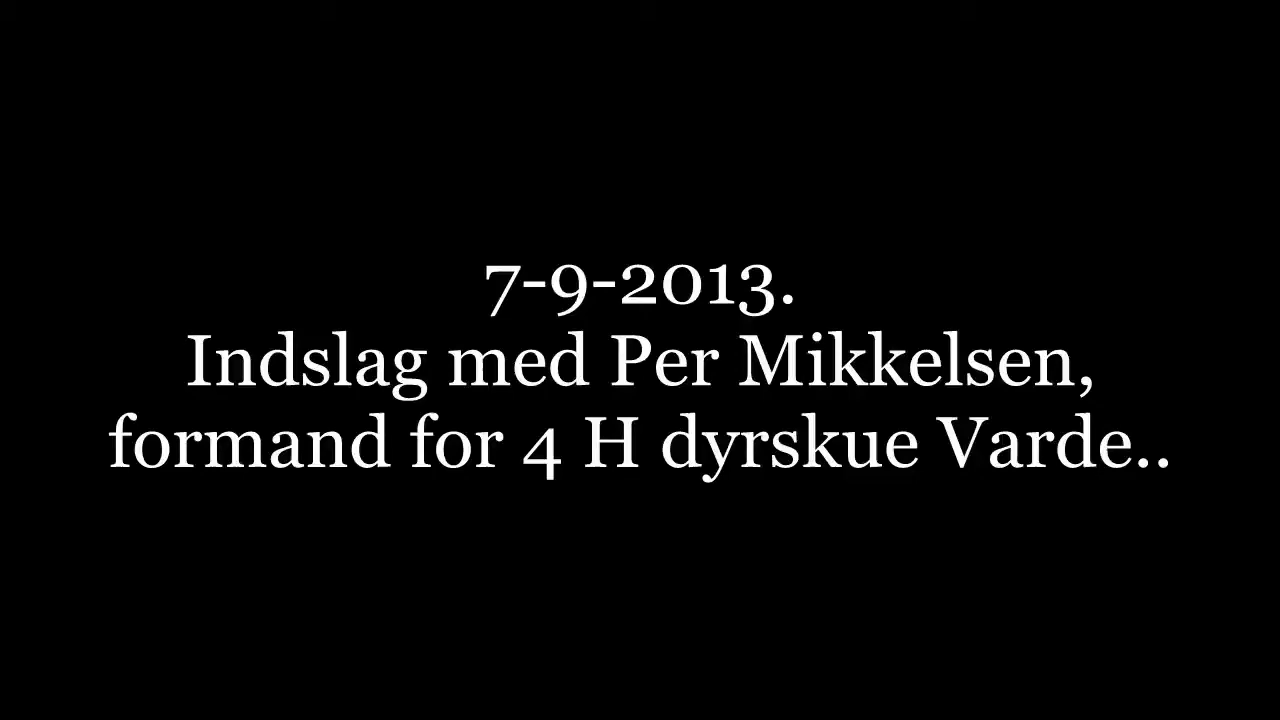 7-9-2013.
Indslag med Per Mikkelsen,
formand for 4 H dyrskue Varde..